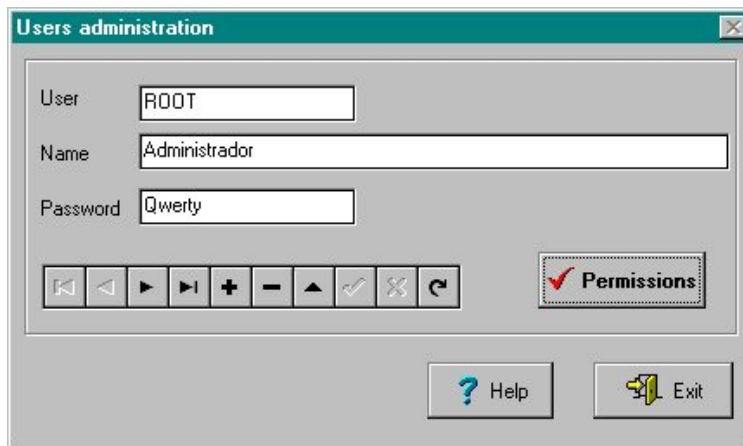 Users administration
User ROOT
Name Administrador
Password Qwerty
Permissions
Help Exit